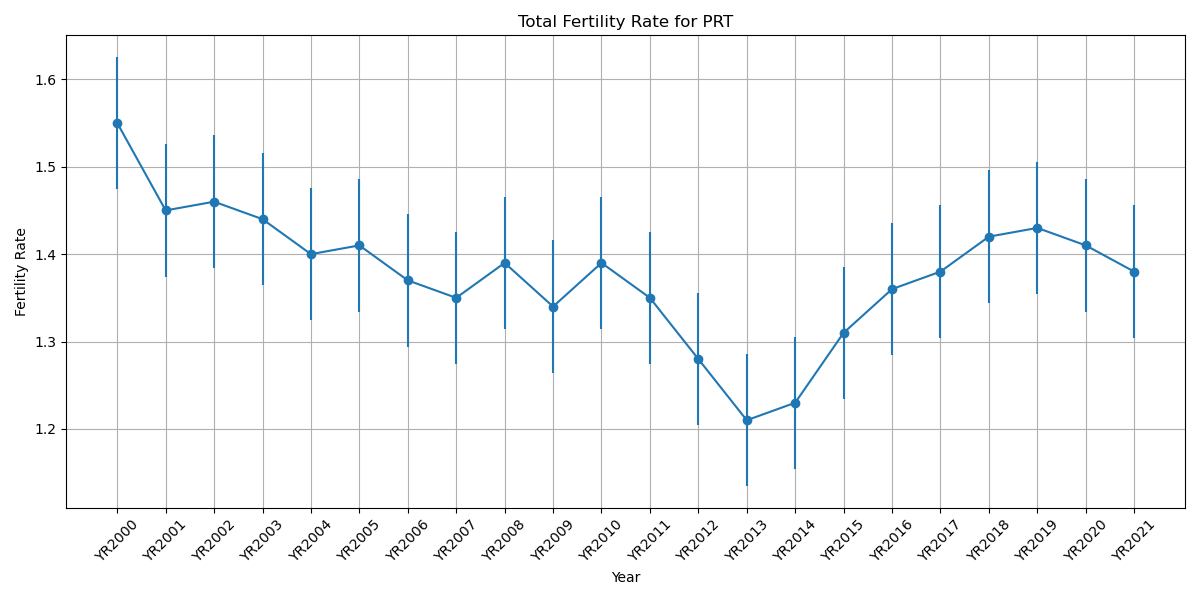 Total Fertility Rate for PRT
Fertility Rate
1.6
1.5
1.4
1.3
1.2
YR2000
YR2001
YR2002
YR2003
YR2004
YR2005
YR2006
YR2007
YR2008
YR2009
YR2010
YR2011
YR2012
YR2013
YR2014
YR2015
YR2016
YR2017
YR2018
YR2019
YR2020
YR2021
Year